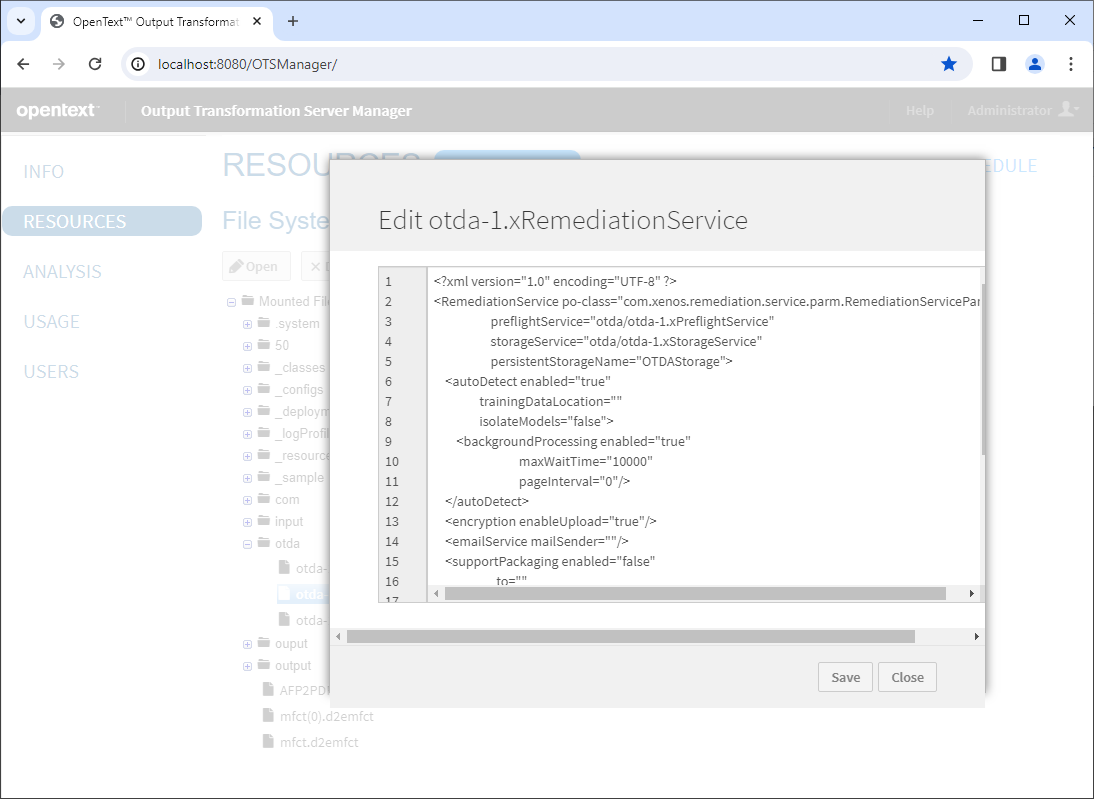 OpenText™ Output Transformat
localhost:8080/OTSManager/
opentext™
Output Transformation Server Manager
Help
Administrator
INFO
RESOURCES
ANALYSIS
USAGE
USERS
RESOURCES
EDULE
File Syste
Open
Mounted File
.system
50
_classes
_configs
_deploym
_logProfil
_resource
_sample
com
input
otda
otda-
otda-
otda-
ouput
output
AFP2PD
mfct(0).d2emfct
mfct.d2emfct
Edit otda-1.xRemediationService
1 <?xml version="1.0" encoding="UTF-8" ?>
2 <RemediationService po-class="com.xenos.remediation.service.parm.RemediationServicePar
3 preflightService="otda/otda-1.xPreflightService"
4 storageService="otda/otda-1.xStorageService"
5 persistentStorageName="OTDAStorage">
6 <autoDetect enabled="true"
7 trainingDataLocation=""
8 isolateModels="false">
9 <backgroundProcessing enabled="true"
10 maxWaitTime="10000"
11 pageInterval="0"/>
12 </autoDetect>
13 <encryption enableUpload="true"/>
14 <emailService mailSender=""/>
15 <supportPackaging enabled="false"
16 to=""
17
Save
Close